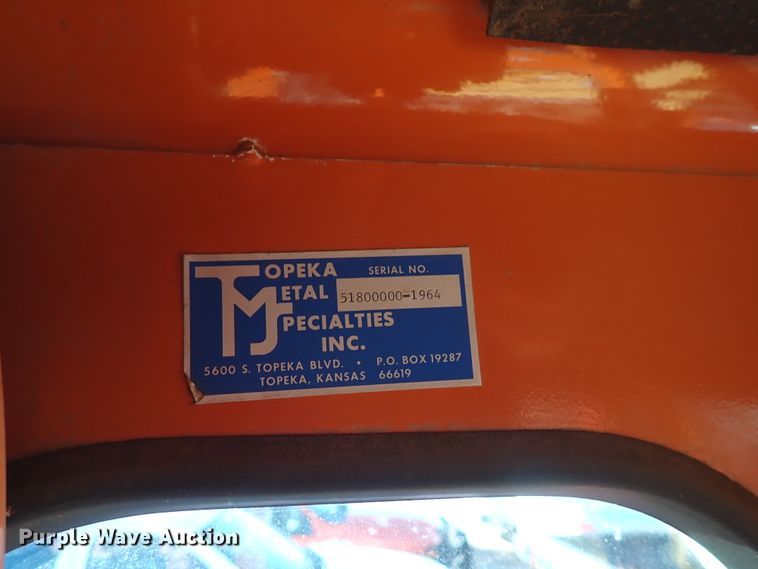 TOPEKA
METAL
SPECIALTIES
INC.
SERIAL NO.
51800000-1964
5600 S. TOPEKA BLVD. • P.O. BOX 19287
TOPEKA, KANSAS 66619
Purple Wave Auction